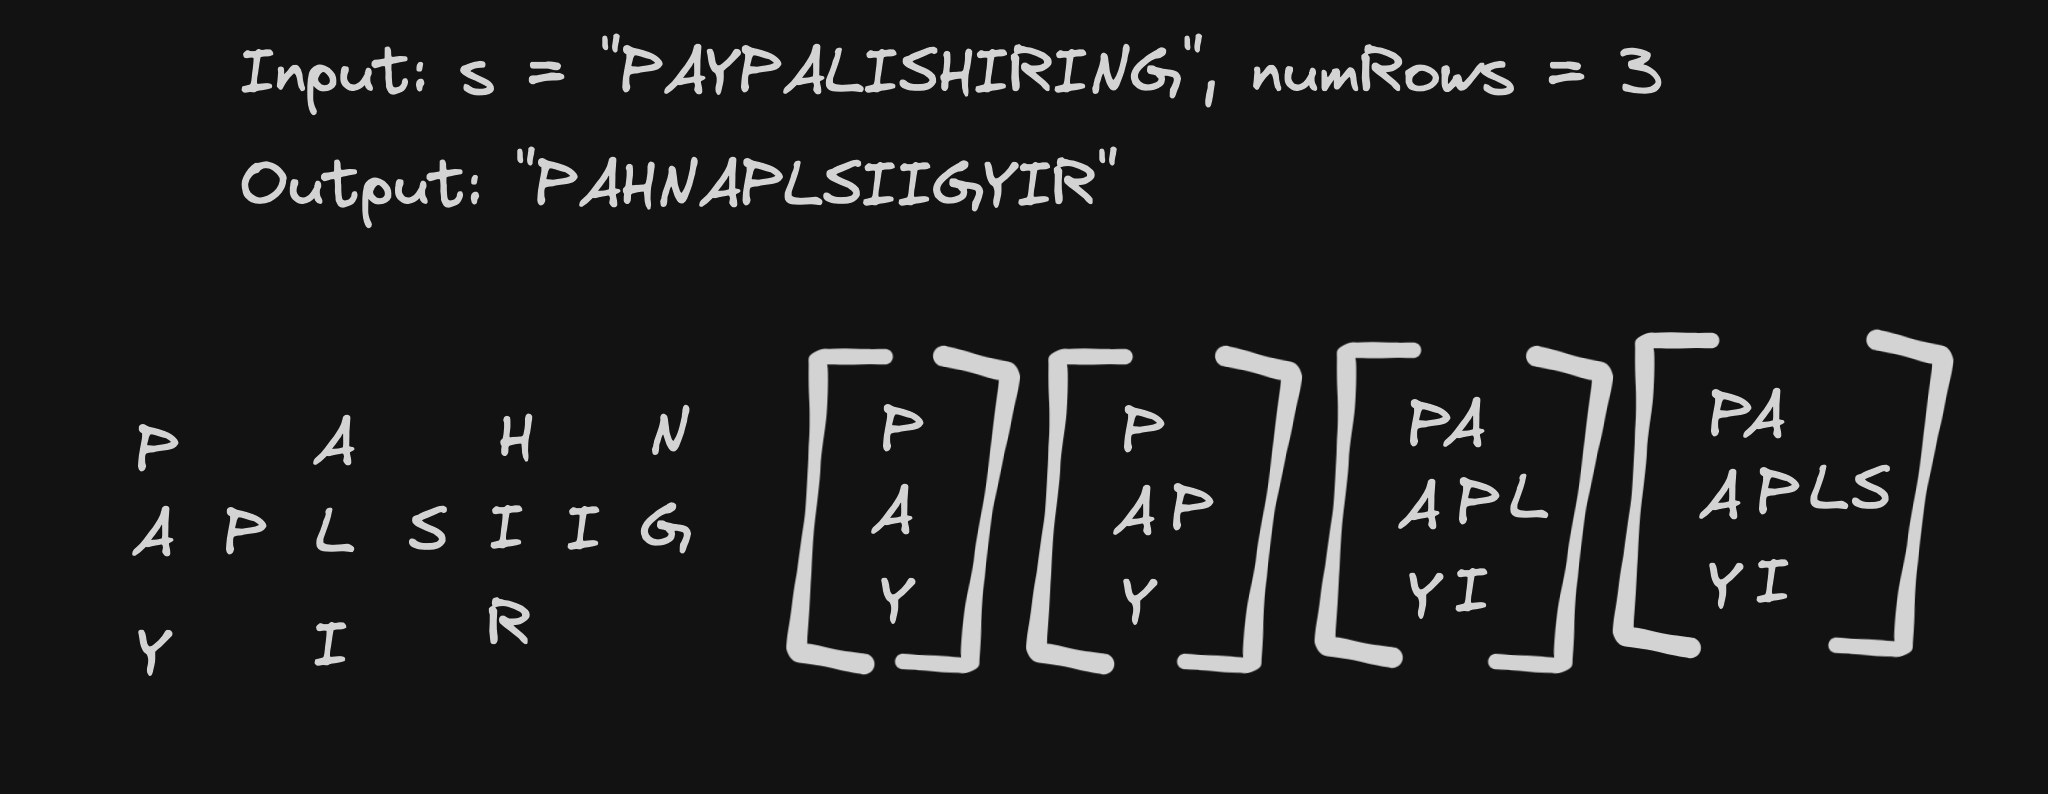 Input: s = "PAYPALISHIRING", numRows = 3
Output: "PAHNAPLSIIGYIR"
P A H N
A P L S I I G
Y I R
P
A
Y
P
AP
Y
PA
APL
YI
PA
APLS
YI